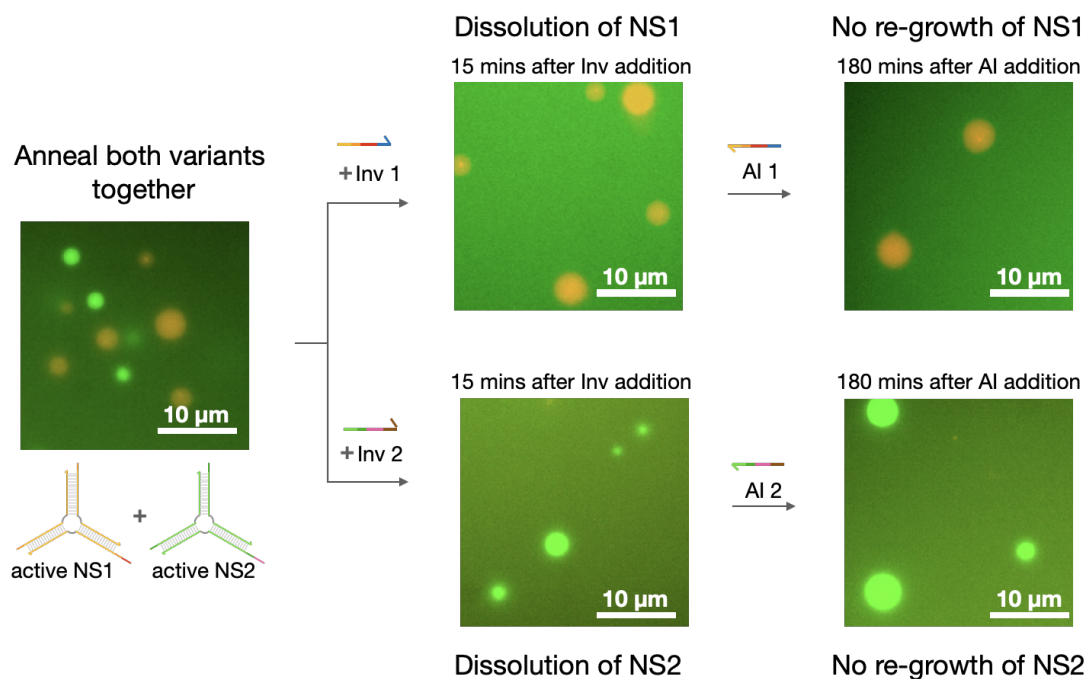 Dissolution of NS1
No re-growth of NS1
15 mins after Inv addition
180 mins after AI addition
Anneal both variants
together
+ Inv 1
AI 1
10 µm
10 µm
10 µm
+
active NS1
active NS2
15 mins after Inv addition
180 mins after AI addition
+ Inv 2
AI 2
10 µm
10 µm
Dissolution of NS2
No re-growth of NS2